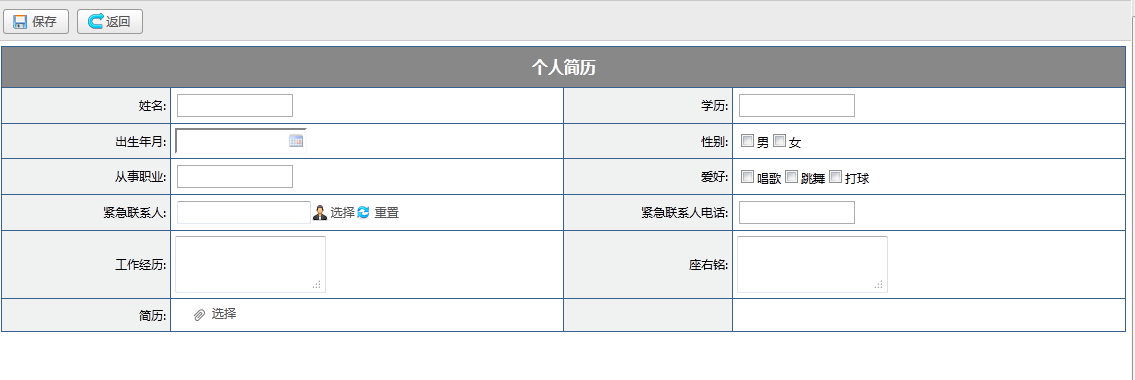 保存 返回
个人简历
姓名: 学历:
出生年月: 性别: 男 女
从事职业: 爱好: 唱歌 跳舞 打球
紧急联系人: 选择 重置 紧急联系人电话:
工作经历: 座右铭:
简历: 选择